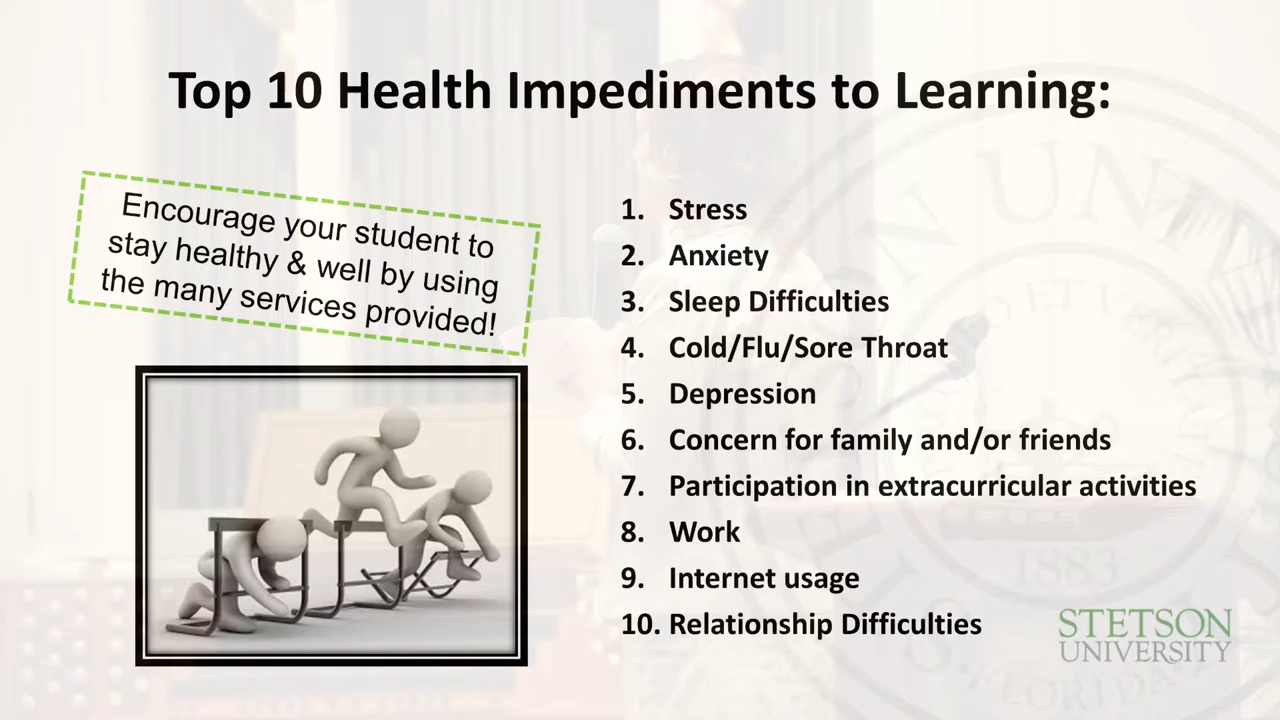 Top 10 Health Impediments to Learning:
Encourage your student to
stay healthy & well by using
the many services provided!
1. Stress
2. Anxiety
3. Sleep Difficulties
4. Cold/Flu/Sore Throat
5. Depression
6. Concern for family and/or friends
7. Participation in extracurricular activities
8. Work
9. Internet usage
10. Relationship Difficulties
STETSON
UNIVERSITY
1883